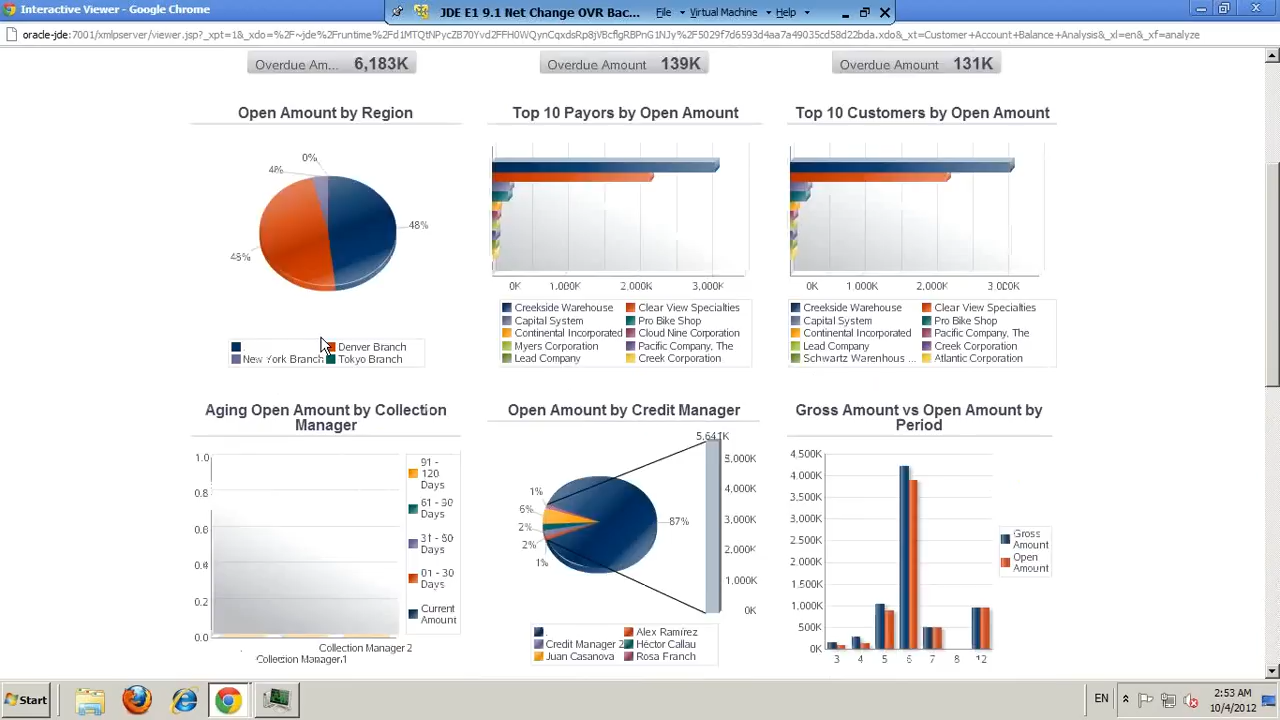 Interactive Viewer - Google Chrome
JDE E1 9.1 Net Change OVR Bac...
File
Virtual Machine
Help
Overdue Am... 6,183K
Overdue Amount 139K
Overdue Amount 131K
Open Amount by Region
0%
4%
48%
48%
Denver Branch
New York Branch
Tokyo Branch
Top 10 Payors by Open Amount
0K 1,000K 2,000K 3,000K
Creekside Warehouse Clear View Specialties
Capital System Pro Bike Shop
Continental Incorporated Cloud Nine Corporation
Myers Corporation Pacific Company, The
Lead Company Creek Corporation
Top 10 Customers by Open Amount
0K 1,000K 2,000K 3,000K
Creekside Warehouse Clear View Specialties
Capital System Pro Bike Shop
Continental Incorporated Pacific Company, The
Lead Company Creek Corporation
Schwartz Warenhous ... Atlantic Corporation
Aging Open Amount by Collection
Manager
1.0
0.8
0.6
0.4
0.2
0.0
91 -
120
Days
Days
Days
01 - 30
Days
Current
Amount
Collection Manager 2
Collection Manager 1
Open Amount by Credit Manager
5,641K
5,000K
4,000K
3,000K
2,000K
1,000K
0K
1%
6%
2%
2%
1%
87%
. Alex Ramírez
Credit Manager 2 Hèctor Callau
Juan Casanova Rosa Franch
Gross Amount vs Open Amount by
Period
4,500K
4,000K
3,500K
3,000K
2,500K
2,000K
1,500K
1,000K
500K
0K
3 4 5 6 7 8 12
Gross
Amount
Open
Amount
Start
EN
2:53 AM
10/4/2012